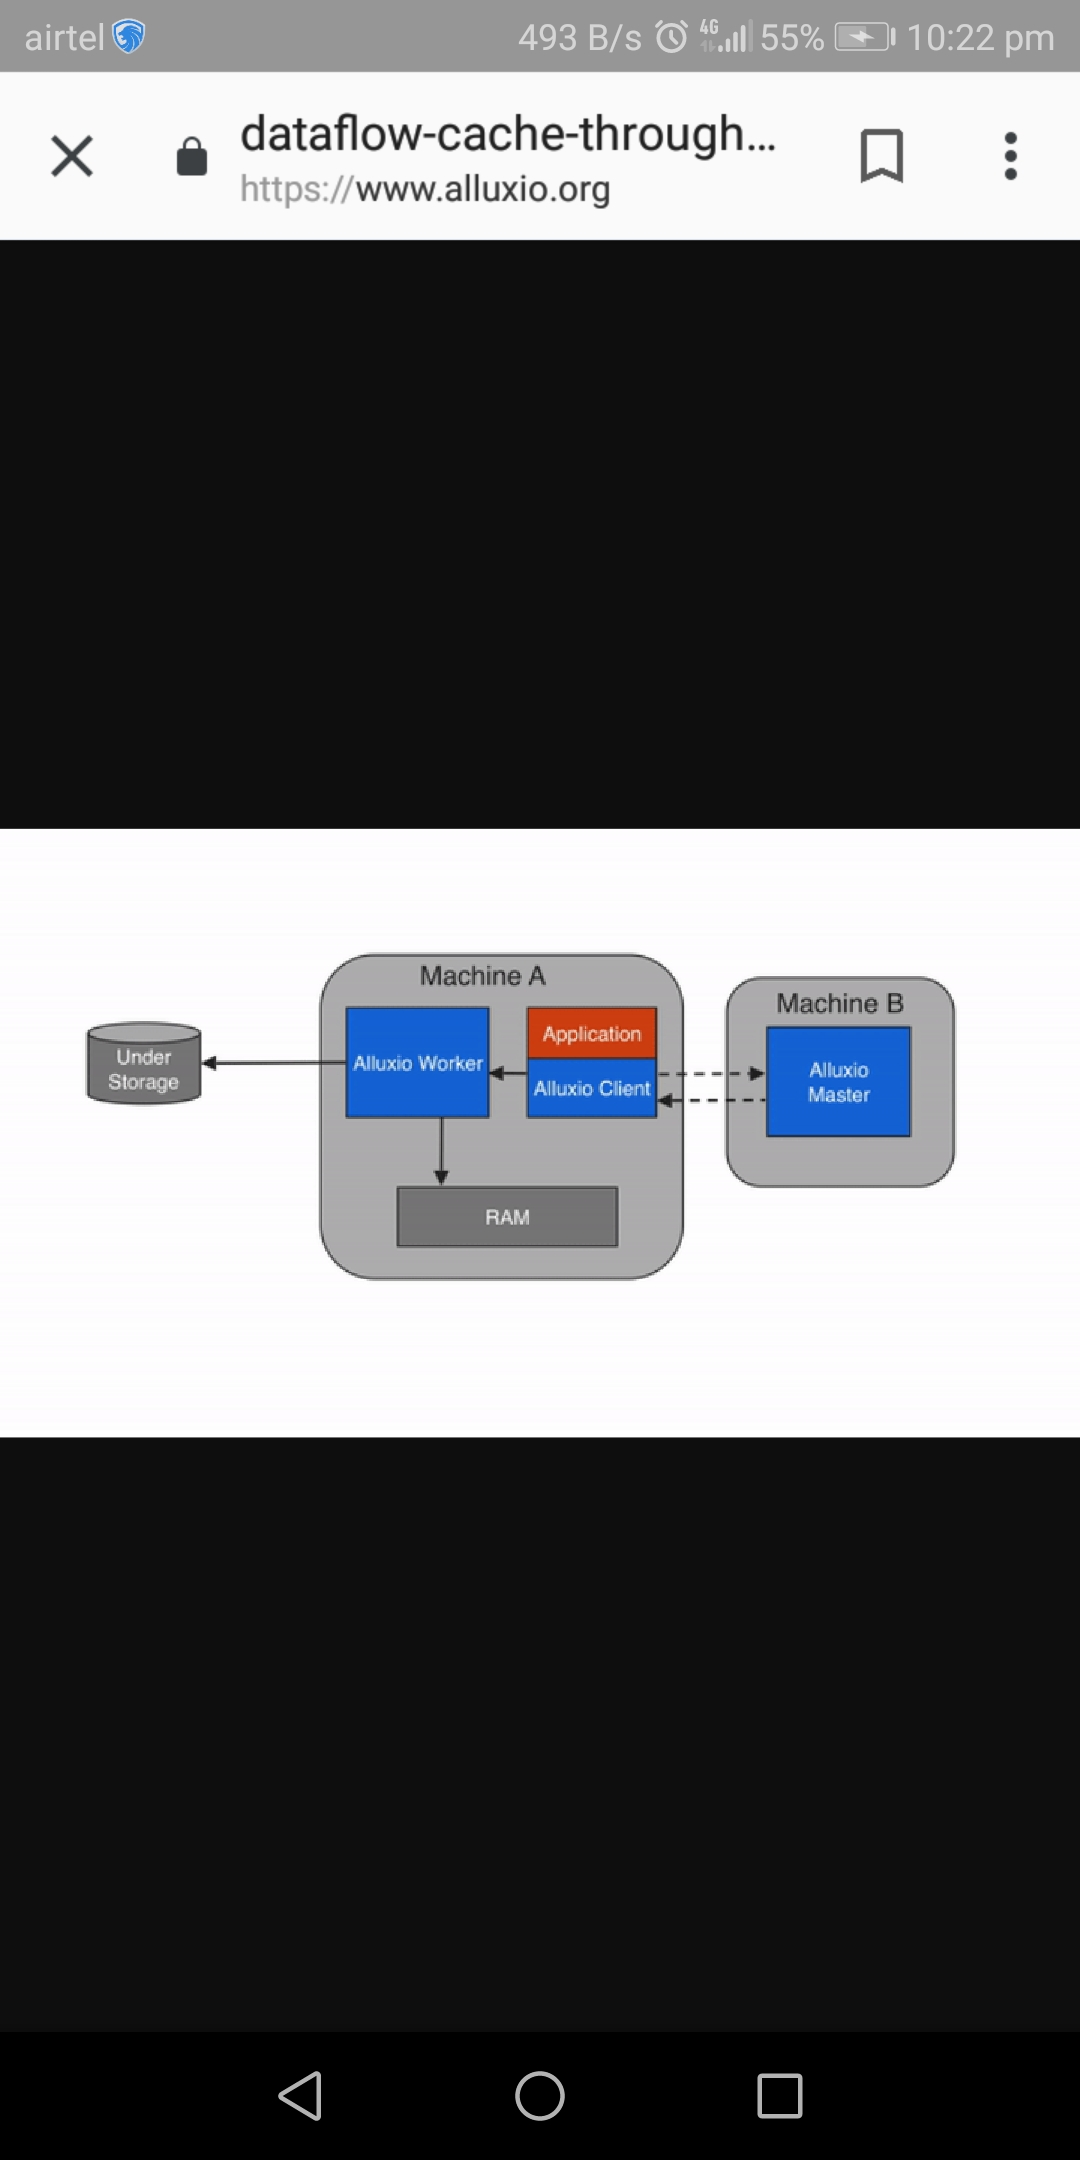 airtel 493 B/s 4G 55% 10:22 pm
dataflow-cache-through...
https://www.alluxio.org
Machine A
Machine B
Under
Storage
Alluxio Worker
Application
Alluxio Client
Alluxio
Master
RAM